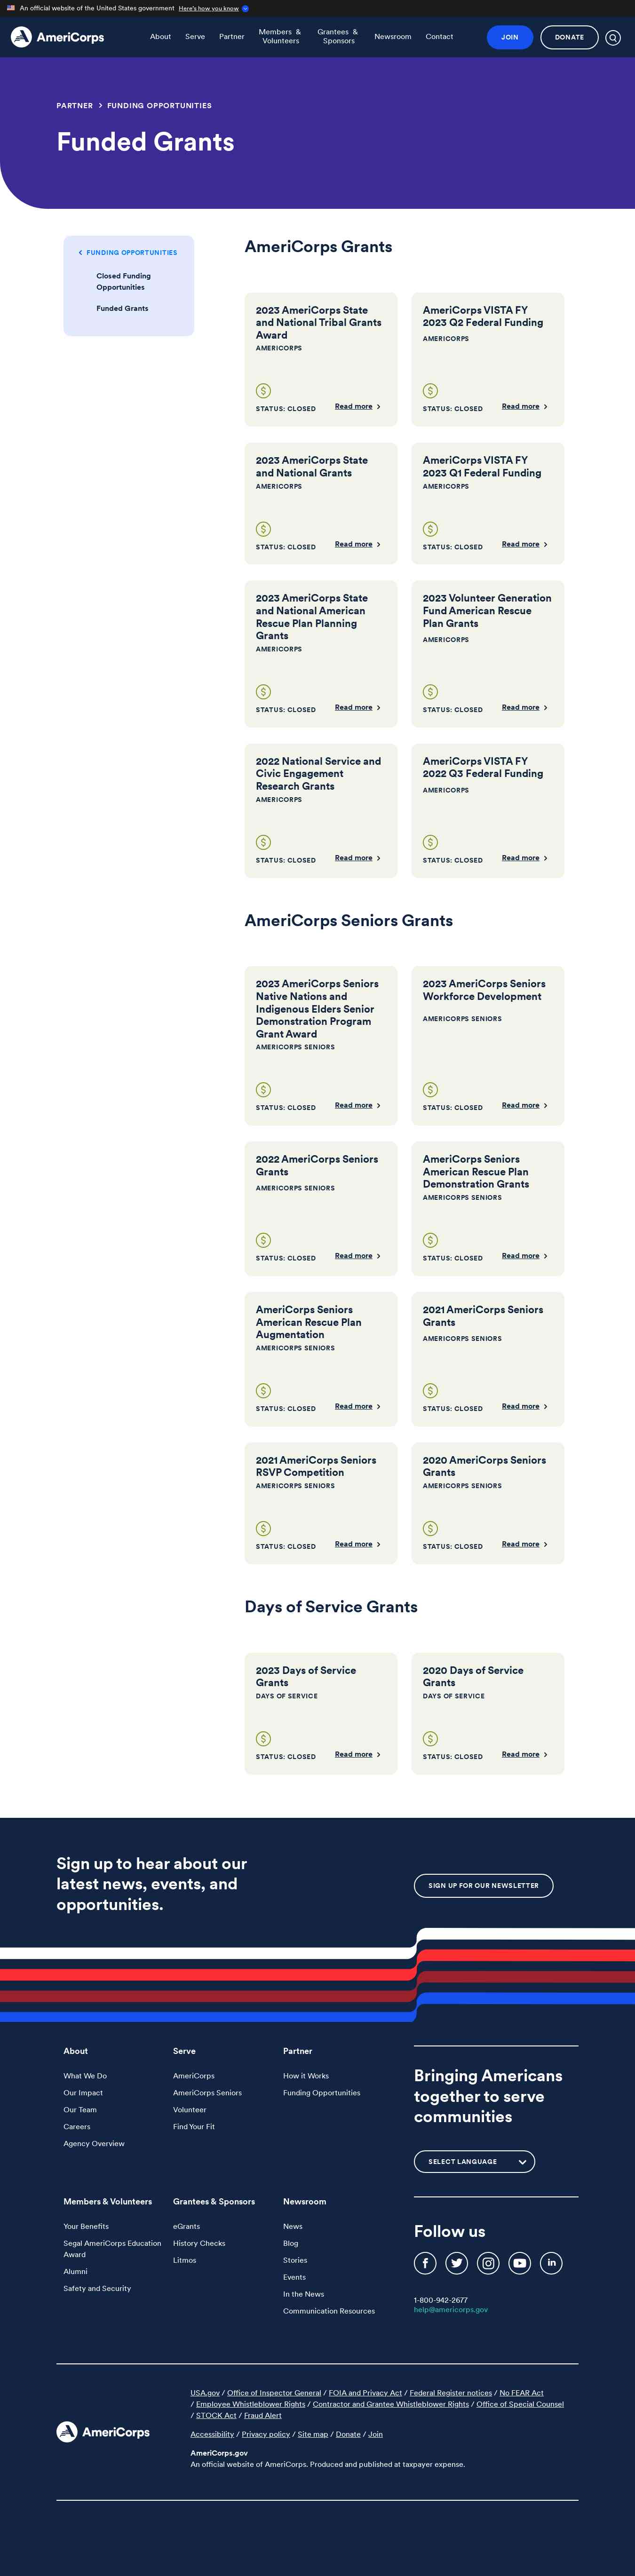 An official website of the United States government Here's how you know
AmeriCorps
About
Serve
Partner
Members & Volunteers
Grantees & Sponsors
Newsroom
Contact
JOIN
DONATE
PARTNER > FUNDING OPPORTUNITIES
Funded Grants
FUNDING OPPORTUNITIES
Closed Funding
Opportunities
Funded Grants
AmeriCorps Grants
2023 AmeriCorps State
and National Tribal Grants
Award
AMERICORPS
STATUS: CLOSED
Read more
AmeriCorps VISTA FY
2023 Q2 Federal Funding
AMERICORPS
STATUS: CLOSED
Read more
2023 AmeriCorps State
and National Grants
AMERICORPS
STATUS: CLOSED
Read more
AmeriCorps VISTA FY
2023 Q1 Federal Funding
AMERICORPS
STATUS: CLOSED
Read more
2023 AmeriCorps State
and National American
Rescue Plan Planning
Grants
AMERICORPS
STATUS: CLOSED
Read more
2023 Volunteer Generation
Fund American Rescue
Plan Grants
AMERICORPS
STATUS: CLOSED
Read more
2022 National Service and
Civic Engagement
Research Grants
AMERICORPS
STATUS: CLOSED
Read more
AmeriCorps VISTA FY
2022 Q3 Federal Funding
AMERICORPS
STATUS: CLOSED
Read more
AmeriCorps Seniors Grants
2023 AmeriCorps Seniors
Native Nations and
Indigenous Elders Senior
Demonstration Program
Grant Award
AMERICORPS SENIORS
STATUS: CLOSED
Read more
2023 AmeriCorps Seniors
Workforce Development
AMERICORPS SENIORS
STATUS: CLOSED
Read more
2022 AmeriCorps Seniors
Grants
AMERICORPS SENIORS
STATUS: CLOSED
Read more
AmeriCorps Seniors
American Rescue Plan
Demonstration Grants
AMERICORPS SENIORS
STATUS: CLOSED
Read more
AmeriCorps Seniors
American Rescue Plan
Augmentation
AMERICORPS SENIORS
STATUS: CLOSED
Read more
2021 AmeriCorps Seniors
Grants
AMERICORPS SENIORS
STATUS: CLOSED
Read more
2021 AmeriCorps Seniors
RSVP Competition
AMERICORPS SENIORS
STATUS: CLOSED
Read more
2020 AmeriCorps Seniors
Grants
AMERICORPS SENIORS
STATUS: CLOSED
Read more
Days of Service Grants
2023 Days of Service
Grants
DAYS OF SERVICE
STATUS: CLOSED
Read more
2020 Days of Service
Grants
DAYS OF SERVICE
STATUS: CLOSED
Read more
Sign up to hear about our
latest news, events, and
opportunities.
SIGN UP FOR OUR NEWSLETTER
About
What We Do
Our Impact
Our Team
Careers
Agency Overview
Serve
AmeriCorps
AmeriCorps Seniors
Volunteer
Find Your Fit
Partner
How it Works
Funding Opportunities
Bringing Americans
together to serve
communities
SELECT LANGUAGE
Members & Volunteers
Your Benefits
Segal AmeriCorps Education
Award
Alumni
Safety and Security
Grantees & Sponsors
eGrants
History Checks
Litmos
Newsroom
News
Blog
Stories
Events
In the News
Communication Resources
Follow us
1-800-942-2677
help@americorps.gov
AmeriCorps
USA.gov / Office of Inspector General / FOIA and Privacy Act / Federal Register notices / No FEAR Act
/ Employee Whistleblower Rights / Contractor and Grantee Whistleblower Rights / Office of Special Counsel
/ STOCK Act / Fraud Alert
Accessibility / Privacy policy / Site map / Donate / Join
AmeriCorps.gov
An official website of AmeriCorps. Produced and published at taxpayer expense.